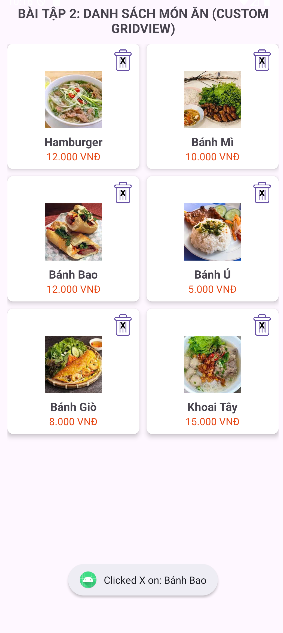 BÀI TẬP 2: DANH SÁCH MÓN ĂN (CUSTOM
GRIDVIEW)
X
X
Hamburger
Bánh Mì
12.000 VNĐ
10.000 VNĐ
X
X
Bánh Bao
Bánh Ú
12.000 VNĐ
5.000 VNĐ
X
X
Bánh Giò
Khoai Tây
8.000 VNĐ
15.000 VNĐ
Clicked X on: Bánh Bao